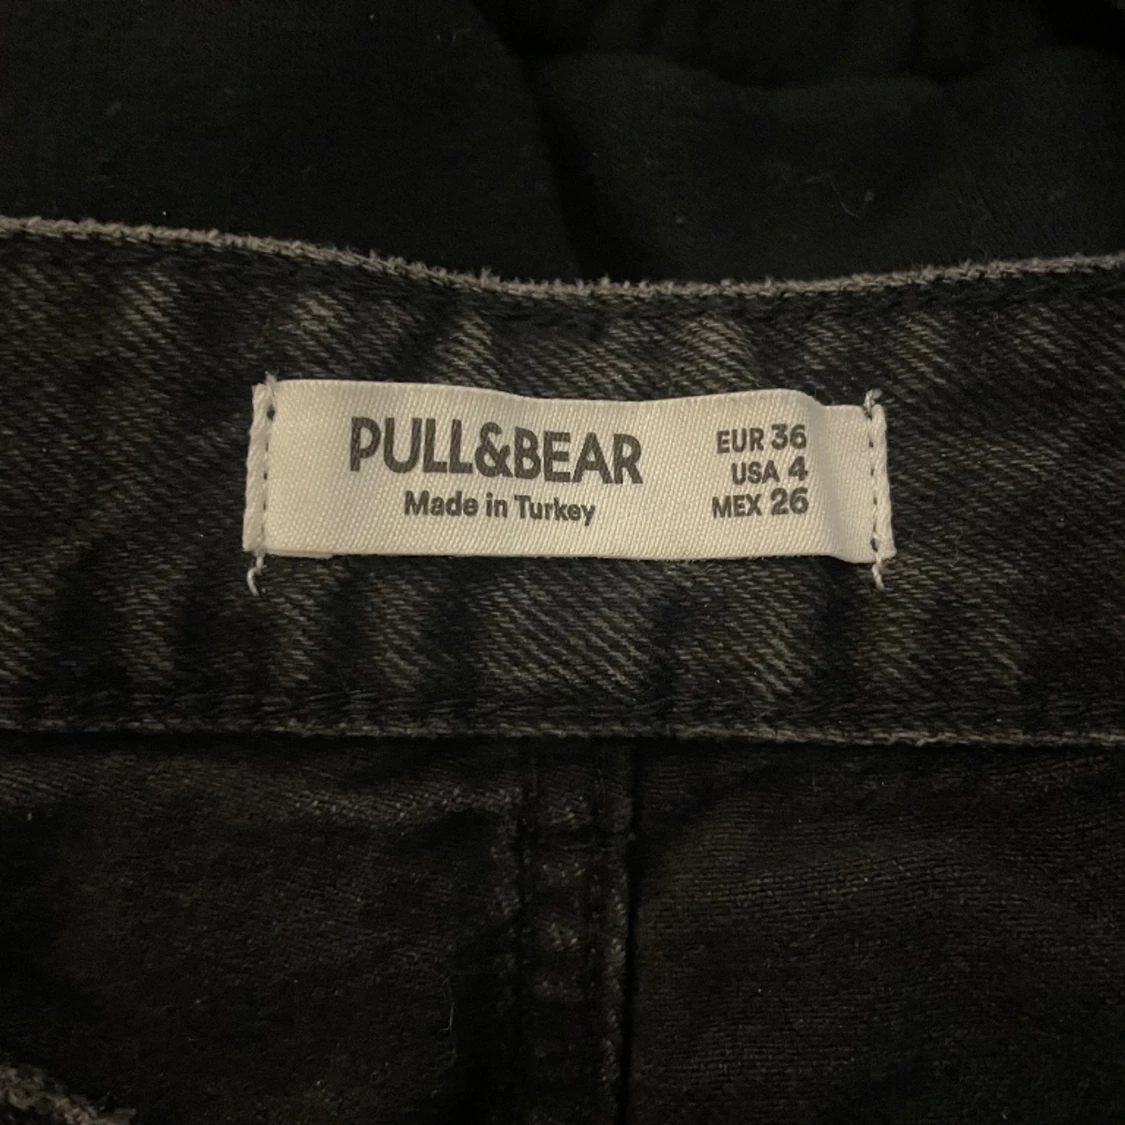 PULL&BEAR
Made in Turkey
EUR 36
USA 4
MEX 26